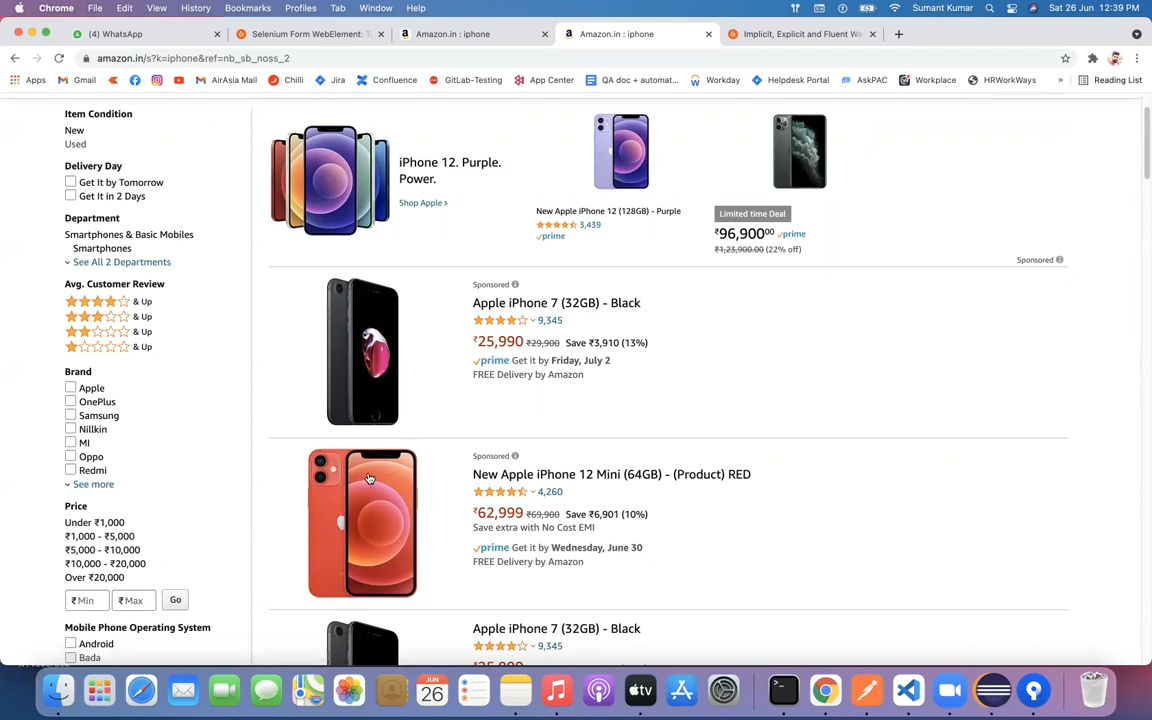 Chrome File Edit View History Bookmarks Profiles Tab Window Help
Sumant Kumar Sat 26 Jun 12:39 PM
(4) WhatsApp
Selenium Form WebElement: T
Amazon.in : iphone
Amazon.in : iphone
Implicit, Explicit and Fluent Wa
amazon.in/s?k=iphone&ref=nb_sb_noss_2
Apps Gmail AirAsia Mail Chilli Jira Confluence GitLab-Testing App Center QA doc + automat... Workday Helpdesk Portal AskPAC Workplace HRWorkWays » Reading List
Item Condition
New
Used
Delivery Day
Get It by Tomorrow
Get It in 2 Days
Department
Smartphones & Basic Mobiles
Smartphones
See All 2 Departments
Avg. Customer Review
& Up
& Up
& Up
& Up
Brand
Apple
OnePlus
Samsung
Nillkin
MI
Oppo
Redmi
See more
Price
Under ₹1,000
₹1,000 - ₹5,000
₹5,000 - ₹10,000
₹10,000 - ₹20,000
Over ₹20,000
₹ Min ₹ Max Go
Mobile Phone Operating System
Android
Bada
iPhone 12. Purple.
Power.
Shop Apple ›
New Apple iPhone 12 (128GB) - Purple
3,439
prime
Limited time Deal
₹96,900⁰⁰ prime
₹1,23,900.00 (22% off)
Sponsored
Sponsored
Apple iPhone 7 (32GB) - Black
9,345
₹25,990 ₹29,900 Save ₹3,910 (13%)
prime Get it by Friday, July 2
FREE Delivery by Amazon
Sponsored
New Apple iPhone 12 Mini (64GB) - (Product) RED
4,260
₹62,999 ₹69,900 Save ₹6,901 (10%)
Save extra with No Cost EMI
prime Get it by Wednesday, June 30
FREE Delivery by Amazon
Apple iPhone 7 (32GB) - Black
9,345
JUN
26
tv